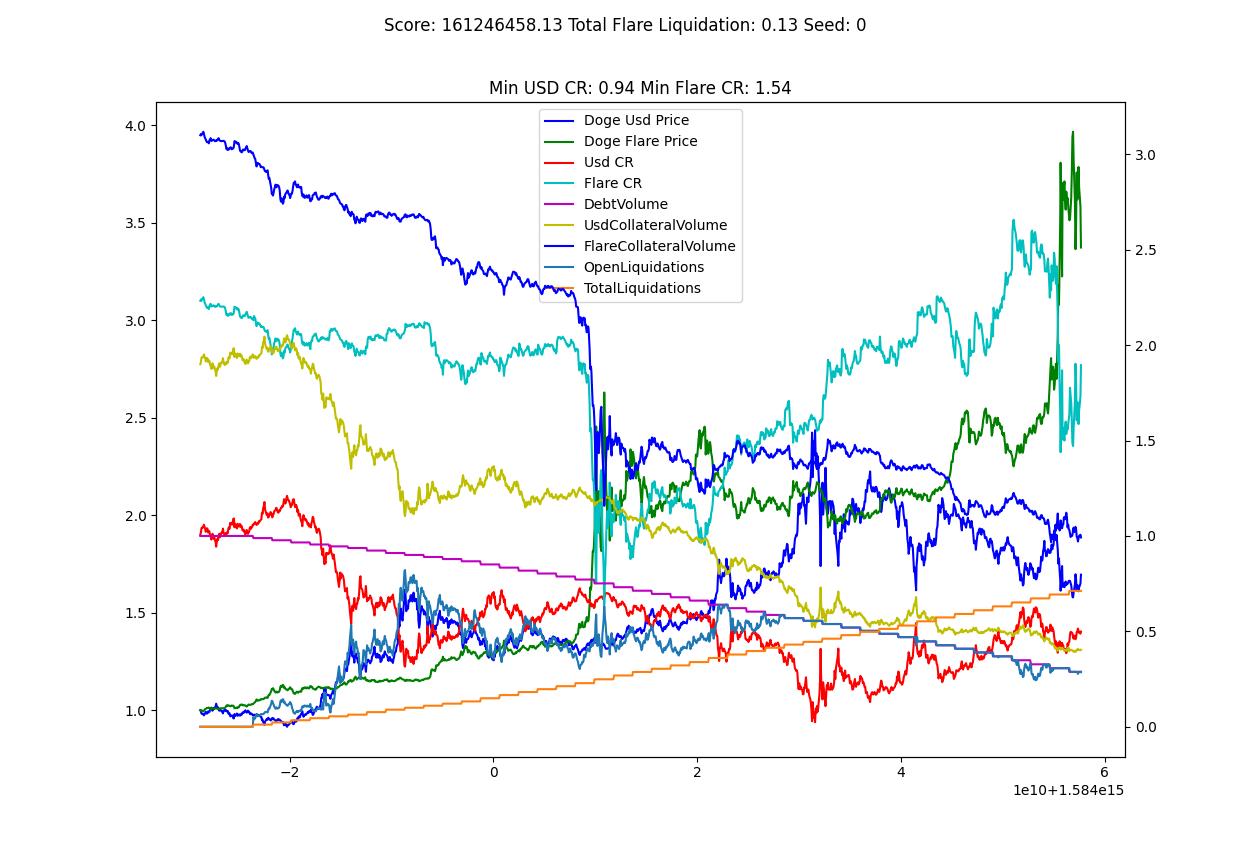 Score: 161246458.13 Total Flare Liquidation: 0.13 Seed: 0
Min USD CR: 0.94 Min Flare CR: 1.54
4.0
3.5
3.0
2.5
2.0
1.5
1.0
Doge Usd Price
Doge Flare Price
Usd CR
Flare CR
DebtVolume
UsdCollateralVolume
FlareCollateralVolume
OpenLiquidations
TotalLiquidations
3.0
2.5
2.0
1.5
1.0
0.5
0.0
−2 0 2 4 6
1e10+1.584e15